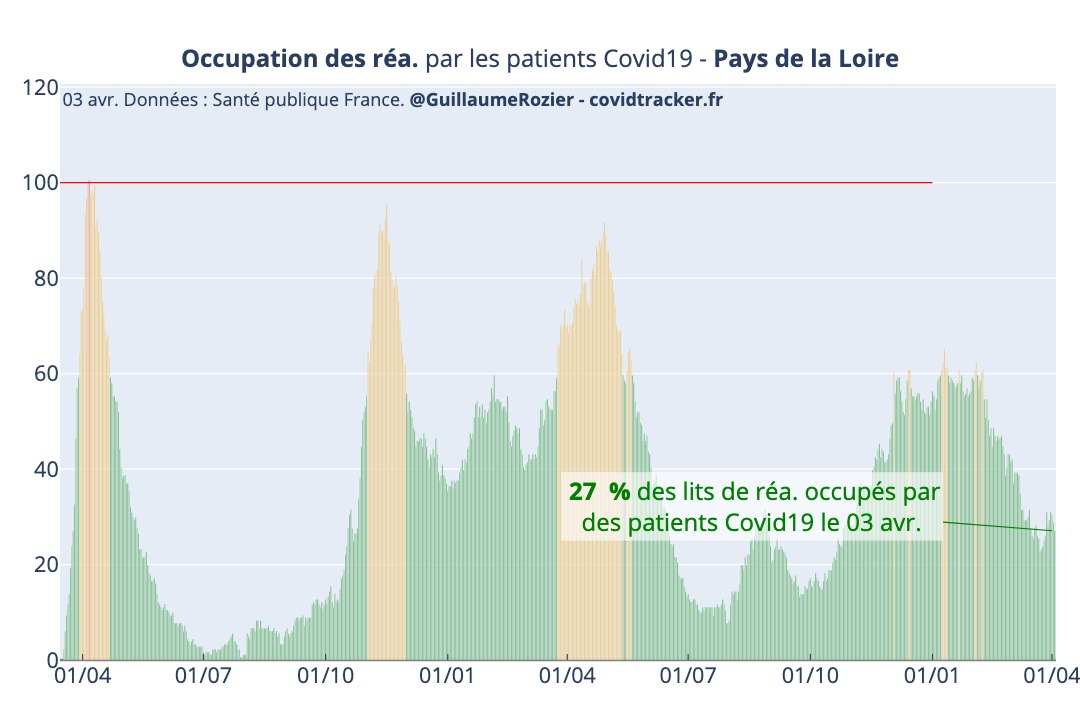 Occupation des réa. par les patients Covid19 - Pays de la Loire
120
03 avr. Données : Santé publique France. @GuillaumeRozier - covidtracker.fr
100
80
60
40
27 % des lits de réa. occupés par
des patients Covid19 le 03 avr.
20
0
01/04 01/07 01/10 01/01 01/04 01/07 01/10 01/01 01/04